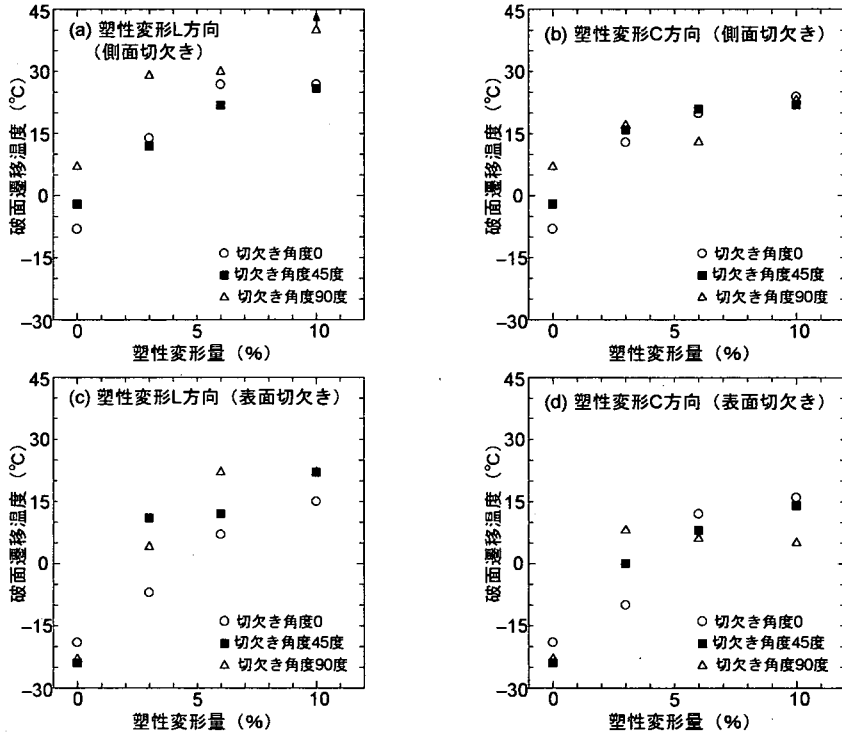 (a) 塑性変形L方向
(側面切欠き)
45
30
15
0
−15
−30
破面遷移温度 (℃)
○ 切欠き角度0
■ 切欠き角度45度
△ 切欠き角度90度
0 5 10
塑性変形量 (%)
(b) 塑性変形C方向 (側面切欠き)
45
30
15
0
−15
−30
破面遷移温度 (℃)
○ 切欠き角度0
■ 切欠き角度45度
△ 切欠き角度90度
0 5 10
塑性変形量 (%)
(c) 塑性変形L方向 (表面切欠き)
45
30
15
0
−15
−30
破面遷移温度 (℃)
○ 切欠き角度0
■ 切欠き角度45度
△ 切欠き角度90度
0 5 10
塑性変形量 (%)
(d) 塑性変形C方向 (表面切欠き)
45
30
15
0
−15
−30
破面遷移温度 (℃)
○ 切欠き角度0
■ 切欠き角度45度
△ 切欠き角度90度
0 5 10
塑性変形量 (%)